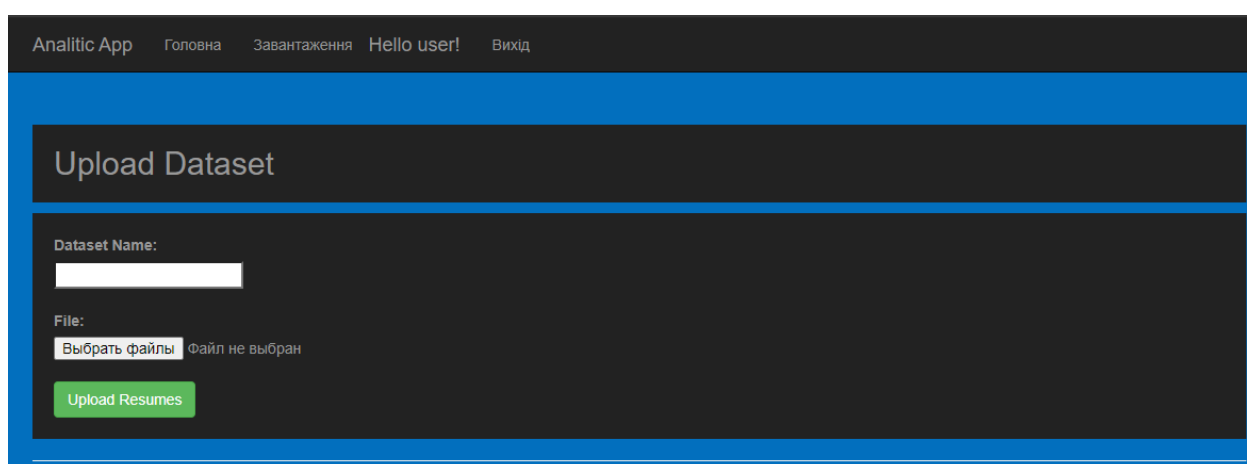 Analitic App Головна Завантаження Hello user! Вихід
Upload Dataset
Dataset Name:
File:
Выбрать файлы Файл не выбран
Upload Resumes